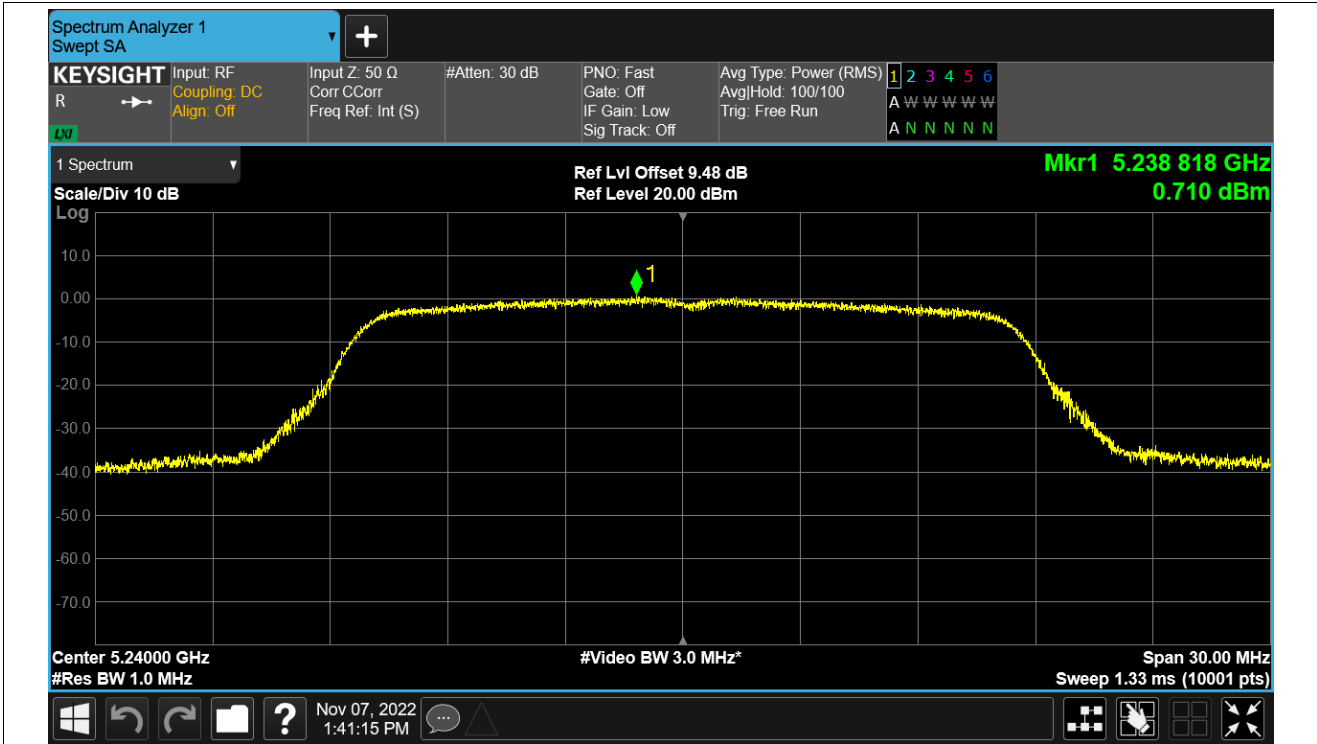 Spectrum Analyzer 1
Swept SA
+
KEYSIGHT
R
LXI
Input: RF
Coupling: DC
Align: Off
Input Z: 50 Ω
Corr CCorr
Freq Ref: Int (S)
#Atten: 30 dB
PNO: Fast
Gate: Off
IF Gain: Low
Sig Track: Off
Avg Type: Power (RMS)
Avg|Hold: 100/100
Trig: Free Run
1 2 3 4 5 6
A W W W W W
A N N N N N
1 Spectrum
Scale/Div 10 dB
Log
Ref Lvl Offset 9.48 dB
Ref Level 20.00 dBm
Mkr1 5.238 818 GHz
0.710 dBm
10.0
0.00
-10.0
-20.0
-30.0
-40.0
-50.0
-60.0
-70.0
1
Center 5.24000 GHz
#Res BW 1.0 MHz
#Video BW 3.0 MHz*
Span 30.00 MHz
Sweep 1.33 ms (10001 pts)
?
Nov 07, 2022
1:41:15 PM